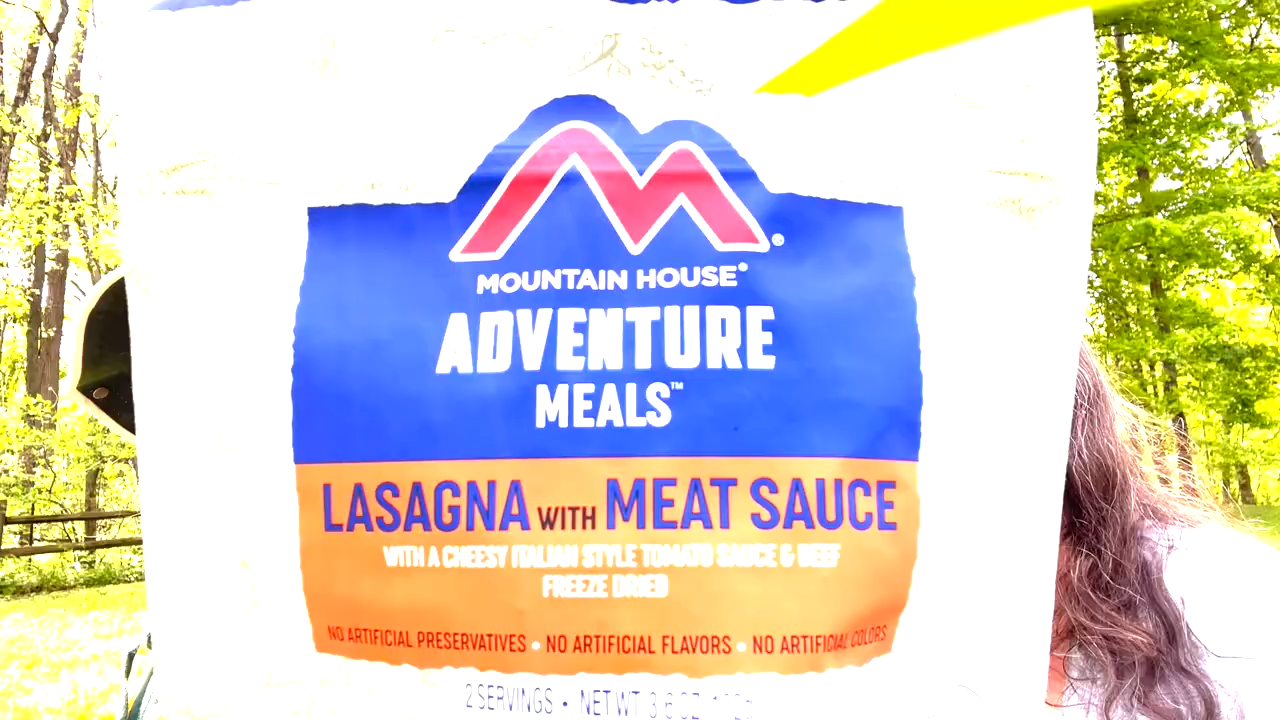 MOUNTAIN HOUSE®
ADVENTURE
MEALS™
LASAGNA WITH MEAT SAUCE
WITH A CHEESY ITALIAN STYLE TOMATO SAUCE & BEEF
FREEZE DRIED
NO ARTIFICIAL PRESERVATIVES • NO ARTIFICIAL FLAVORS • NO ARTIFICIAL COLORS
2 SERVINGS • NET WT 3.6 OZ